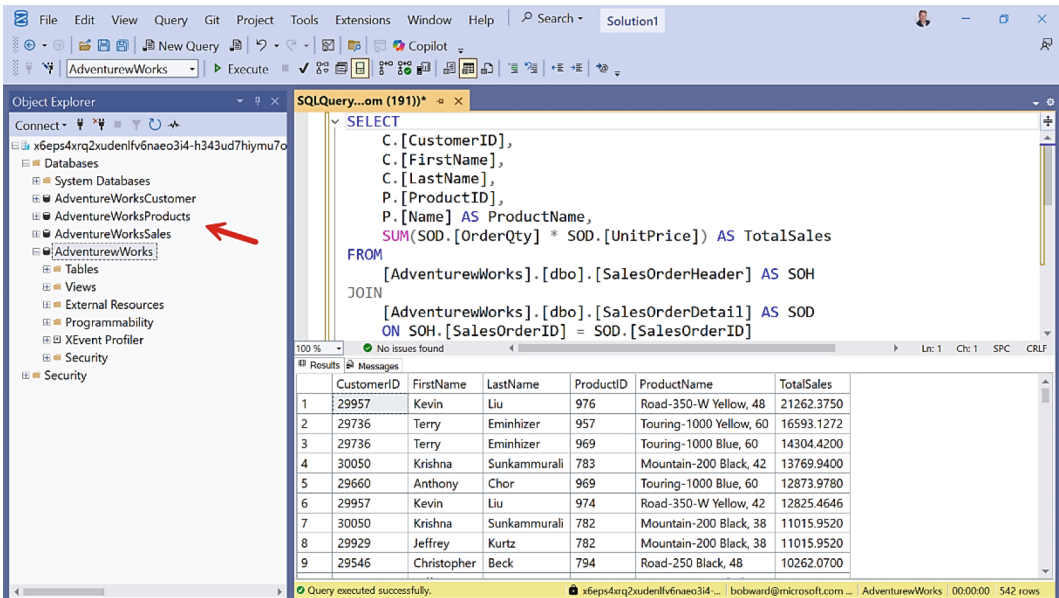 File Edit View Query Git Project Tools Extensions Window Help Search Solution1
New Query Copilot
AdventurewWorks Execute
Object Explorer
Connect
x6eps4xrq2xudenlfv6naeo3i4-h343ud7hiymu7o
Databases
System Databases
AdventureWorksCustomer
AdventureWorksProducts
AdventureWorksSales
AdventurewWorks
Tables
Views
External Resources
Programmability
XEvent Profiler
Security
Security
SQLQuery...om (191))*
SELECT
C.[CustomerID],
C.[FirstName],
C.[LastName],
P.[ProductID],
P.[Name] AS ProductName,
SUM(SOD.[OrderQty] * SOD.[UnitPrice]) AS TotalSales
FROM
[AdventurewWorks].[dbo].[SalesOrderHeader] AS SOH
JOIN
[AdventurewWorks].[dbo].[SalesOrderDetail] AS SOD
ON SOH.[SalesOrderID] = SOD.[SalesOrderID]
100 % No issues found Ln: 1 Ch: 1 SPC CRLF
Results Messages
CustomerID FirstName LastName ProductID ProductName TotalSales
1 29957 Kevin Liu 976 Road-350-W Yellow, 48 21262.3750
2 29736 Terry Eminhizer 957 Touring-1000 Yellow, 60 16593.1272
3 29736 Terry Eminhizer 969 Touring-1000 Blue, 60 14304.4200
4 30050 Krishna Sunkammurali 783 Mountain-200 Black, 42 13769.9400
5 29660 Anthony Chor 969 Touring-1000 Blue, 60 12873.9780
6 29957 Kevin Liu 974 Road-350-W Yellow, 42 12825.4646
7 30050 Krishna Sunkammurali 782 Mountain-200 Black, 38 11015.9520
8 29929 Jeffrey Kurtz 782 Mountain-200 Black, 38 11015.9520
9 29546 Christopher Beck 794 Road-250 Black, 48 10262.0700
Query executed successfully. x6eps4xrq2xudenlfv6naeo3i4-... bobward@microsoft.com ... AdventurewWorks 00:00:00 542 rows